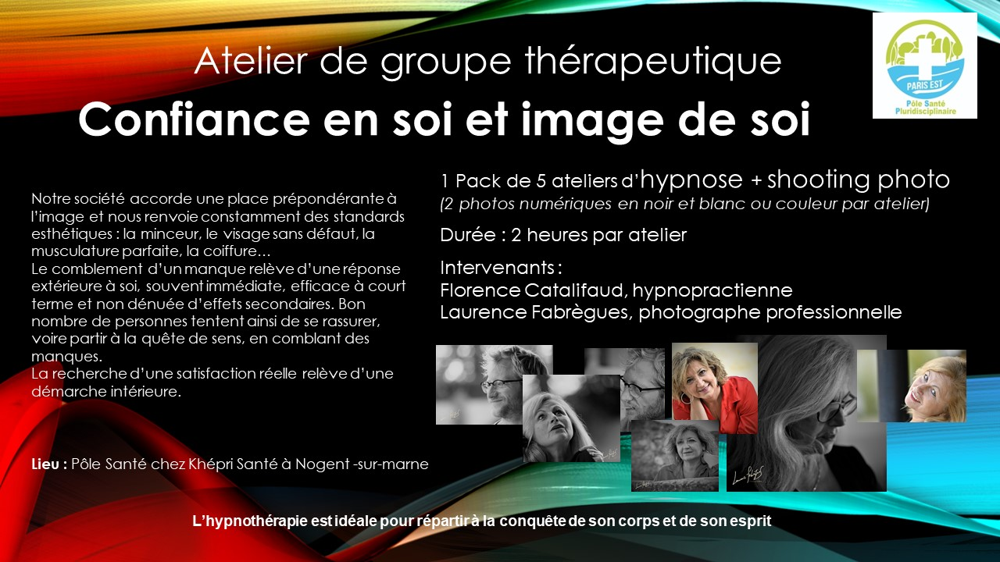 Atelier de groupe thérapeutique
Confiance en soi et image de soi
PARIS EST
Pôle Santé
Pluridisciplinaire
Notre société accorde une place prépondérante à
l’image et nous renvoie constamment des standards
esthétiques : la minceur, le visage sans défaut, la
musculature parfaite, la coiffure…
Le comblement d’un manque relève d’une réponse
extérieure à soi, souvent immédiate, efficace à court
terme et non dénuée d’effets secondaires. Bon
nombre de personnes tentent ainsi de se rassurer,
voire partir à la quête de sens, en comblant des
manques.
La recherche d’une satisfaction réelle relève d’une
démarche intérieure.
Lieu : Pôle Santé chez Khépri Santé à Nogent -sur-marne
1 Pack de 5 ateliers d’hypnose + shooting photo
(2 photos numériques en noir et blanc ou couleur par atelier)
Durée : 2 heures par atelier
Intervenants :
Florence Catalifaud, hypnopractienne
Laurence Fabrègues, photographe professionnelle
L’hypnothérapie est idéale pour répartir à la conquête de son corps et de son esprit